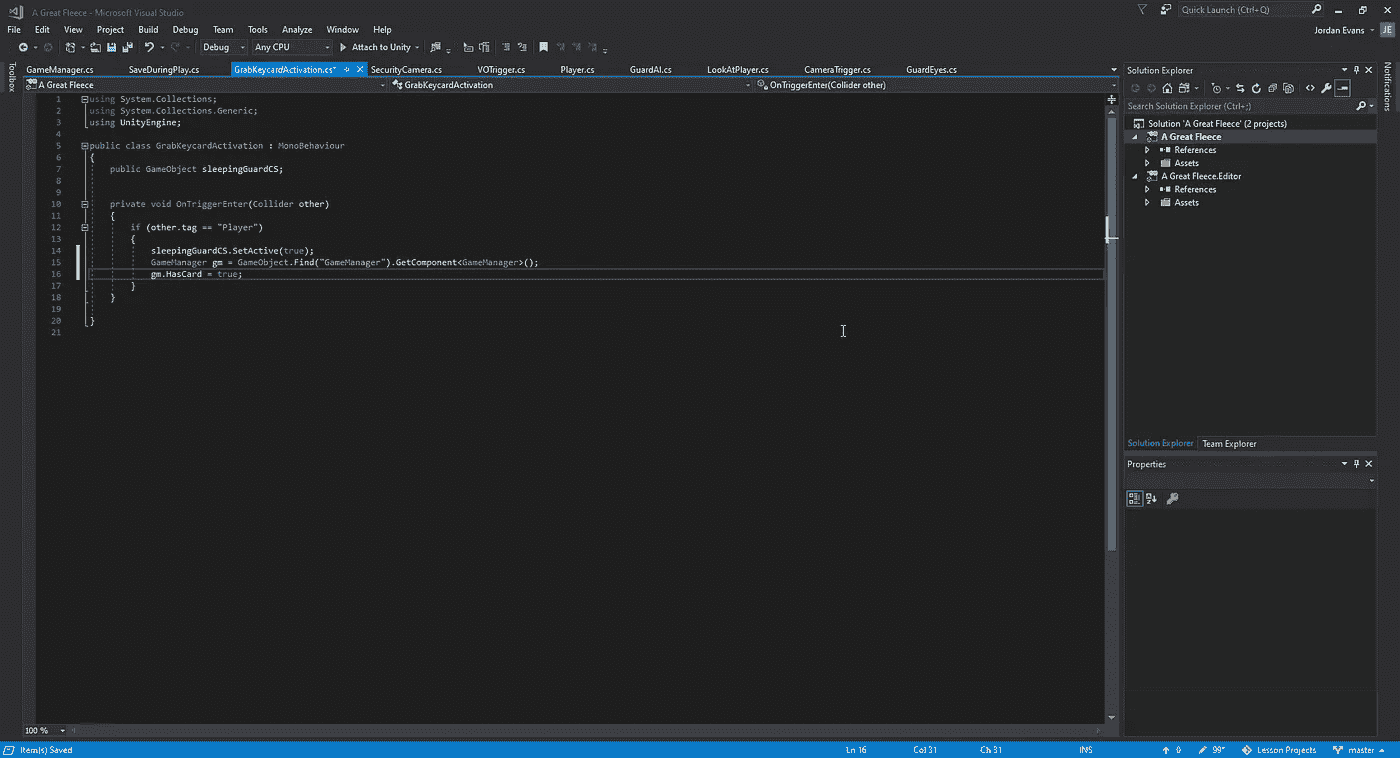 A Great Fleece - Microsoft Visual Studio
Quick Launch (Ctrl+Q)
File Edit View Project Build Debug Team Tools Analyze Window Help
Jordan Evans JE
Debug Any CPU Attach to Unity
Toolbox
GameManager.cs SaveDuringPlay.cs GrabKeycardActivation.cs* SecurityCamera.cs VOTrigger.cs Player.cs GuardAI.cs LookAtPlayer.cs CameraTrigger.cs GuardEyes.cs
A Great Fleece GrabKeycardActivation OnTriggerEnter(Collider other)
1 using System.Collections;
2 using System.Collections.Generic;
3 using UnityEngine;
4
5 public class GrabKeycardActivation : MonoBehaviour
6 {
7 public GameObject sleepingGuardCS;
8
9
10 private void OnTriggerEnter(Collider other)
11 {
12 if (other.tag == "Player")
13 {
14 sleepingGuardCS.SetActive(true);
15 GameManager gm = GameObject.Find("GameManager").GetComponent<GameManager>();
16 gm.HasCard = true;
17 }
18 }
19
20 }
21
100 %
Solution Explorer
Search Solution Explorer (Ctrl+;)
Solution 'A Great Fleece' (2 projects)
A Great Fleece
References
Assets
A Great Fleece.Editor
References
Assets
Solution Explorer Team Explorer
Properties
Notifications
Item(s) Saved Ln 16 Col 31 Ch 31 INS 0 99* Lesson Projects master